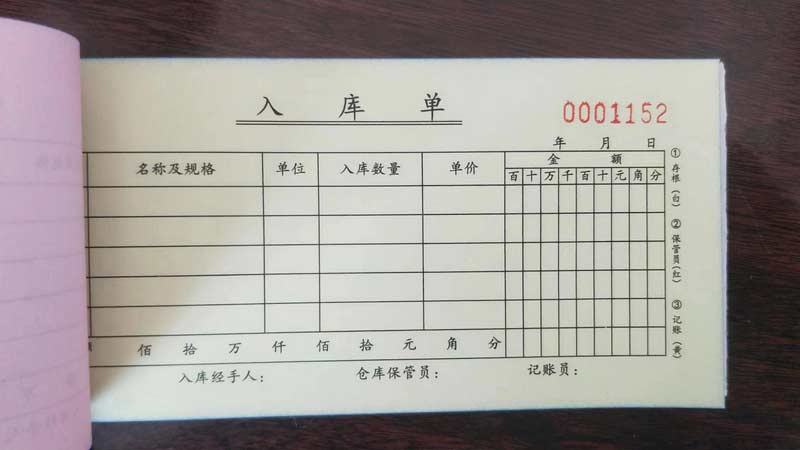 入库单
0001152
年 月 日
名称及规格 单位 入库数量 单价 金额
百 十 万 千 百 十 元 角 分
佰 拾 万 仟 佰 拾 元 角 分
入库经手人： 仓库保管员： 记账员：
①存根(白)
②保管员(红)
③记账(黄)